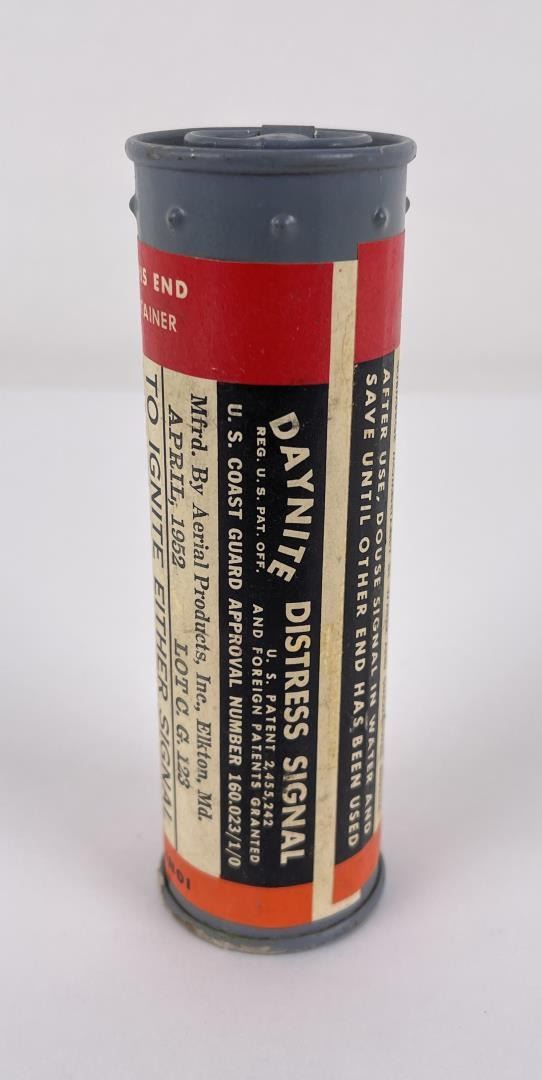 IS END
TAINER
DAYNITE DISTRESS SIGNAL
REG. U. S. PAT. OFF.
U. S. PATENT 2,455,242
AND FOREIGN PATENTS GRANTED
U. S. COAST GUARD APPROVAL NUMBER 160.023/1/0
Mfrd. By Aerial Products, Inc., Elkton, Md.
APRIL, 1952 LOT C. G. 123
TO IGNITE EITHER SIGNAL
AFTER USE, DOUSE SIGNAL IN WATER AND
SAVE UNTIL OTHER END HAS BEEN USED